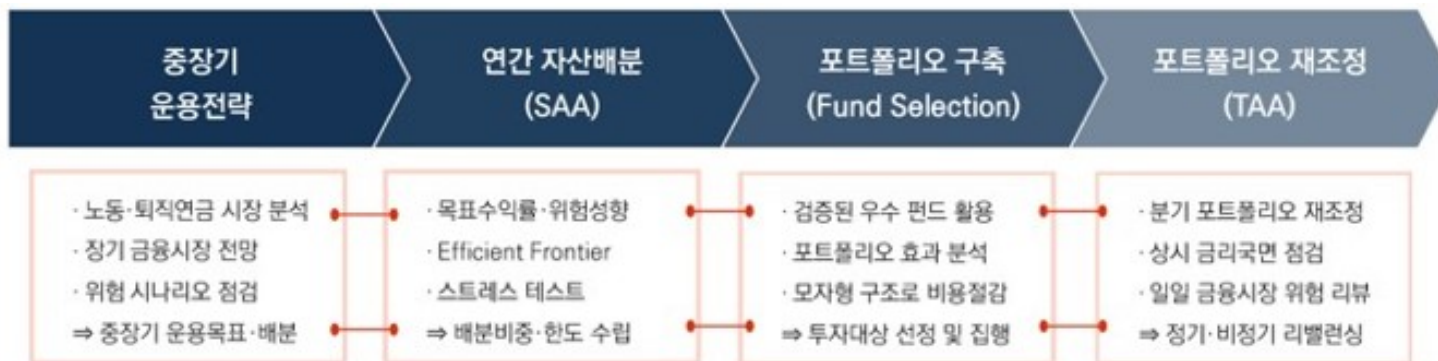 중장기
운용전략
연간 자산배분
(SAA)
포트폴리오 구축
(Fund Selection)
포트폴리오 재조정
(TAA)
· 노동·퇴직연금 시장 분석
· 장기 금융시장 전망
· 위험 시나리오 점검
⇒ 중장기 운용목표·배분
· 목표수익률·위험성향
· Efficient Frontier
· 스트레스 테스트
⇒ 배분비중·한도 수립
· 검증된 우수 펀드 활용
· 포트폴리오 효과 분석
· 모자형 구조로 비용절감
⇒ 투자대상 선정 및 집행
· 분기 포트폴리오 재조정
· 상시 금리국면 점검
· 일일 금융시장 위험 리뷰
⇒ 정기·비정기 리밸런싱